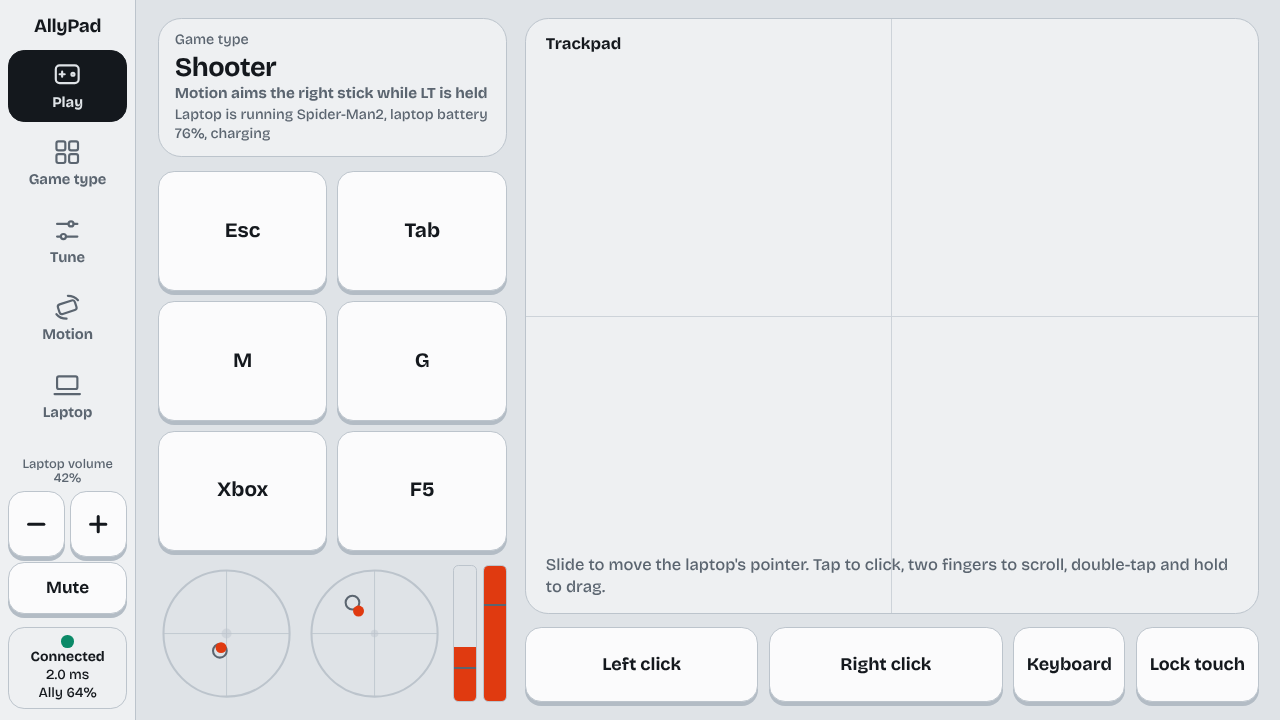 AllyPad
Play
Game type
Tune
Motion
Laptop
Laptop volume
42%
Mute
Connected
2.0 ms
Ally 64%
Game type
Shooter
Motion aims the right stick while LT is held
Laptop is running Spider-Man2, laptop battery
76%, charging
Esc
Tab
M
G
Xbox
F5
Trackpad
Slide to move the laptop's pointer. Tap to click, two fingers to scroll, double-tap and hold
to drag.
Left click
Right click
Keyboard
Lock touch